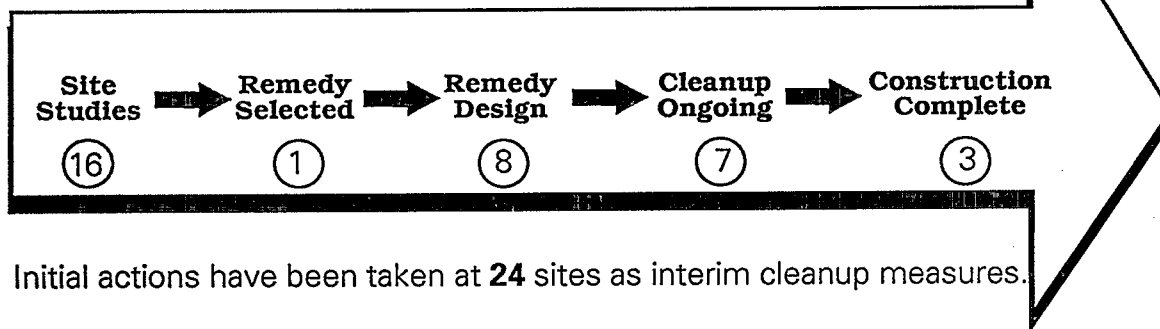 Site Studies
Remedy Selected
Remedy Design
Cleanup Ongoing
Construction Complete
16
1
8
7
3
Initial actions have been taken at 24 sites as interim cleanup measures.